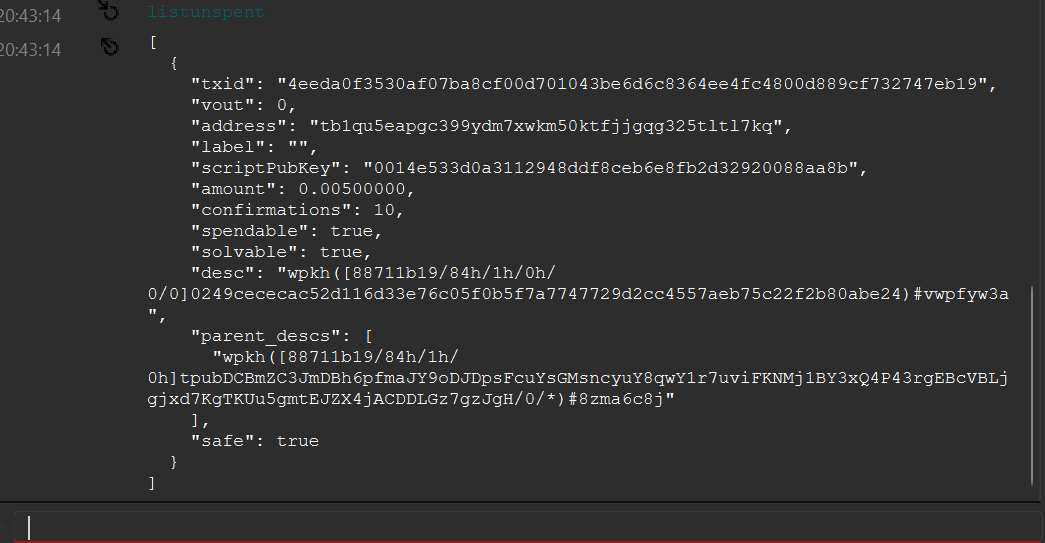 20:43:14 listunspent
20:43:14 [
{
"txid": "4eeda0f3530af07ba8cf00d701043be6d6c8364ee4fc4800d889cf732747eb19",
"vout": 0,
"address": "tb1qu5eapgc399ydm7xwkm50ktfjjgqg325tltl7kq",
"label": "",
"scriptPubKey": "0014e533d0a3112948ddf8ceb6e8fb2d32920088aa8b",
"amount": 0.00500000,
"confirmations": 10,
"spendable": true,
"solvable": true,
"desc": "wpkh([88711b19/84h/1h/0h/
0/0]0249cececac52d116d33e76c05f0b5f7a7747729d2cc4557aeb75c22f2b80abe24)#vwpfyw3a
",
"parent_descs": [
"wpkh([88711b19/84h/1h/
0h]tpubDCBmZC3JmDBh6pfmaJY9oDJDpsFcuYsGMsncyuY8qwY1r7uviFKNMj1BY3xQ4P43rgEBcVBLj
gjxd7KgTKUu5gmtEJZX4jACDDLGz7gzJgH/0/*)#8zma6c8j"
],
"safe": true
}
]